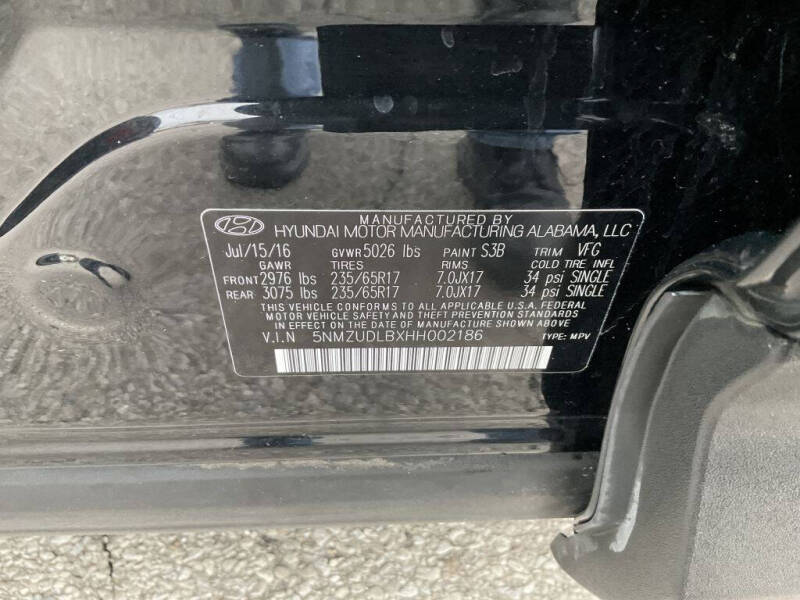 MANUFACTURED BY
HYUNDAI MOTOR MANUFACTURING ALABAMA, LLC
Jul/15/16 GVWR 5026 lbs PAINT S3B TRIM VFG
GAWR TIRES RIMS COLD TIRE INFL
FRONT 2976 lbs 235/65R17 7.0JX17 34 psi SINGLE
REAR 3075 lbs 235/65R17 7.0JX17 34 psi SINGLE
THIS VEHICLE CONFORMS TO ALL APPLICABLE U.S.A. FEDERAL
MOTOR VEHICLE SAFETY AND THEFT PREVENTION STANDARDS
IN EFFECT ON THE DATE OF MANUFACTURE SHOWN ABOVE.
V.I.N 5NMZUDLBXHH002186 TYPE: MPV